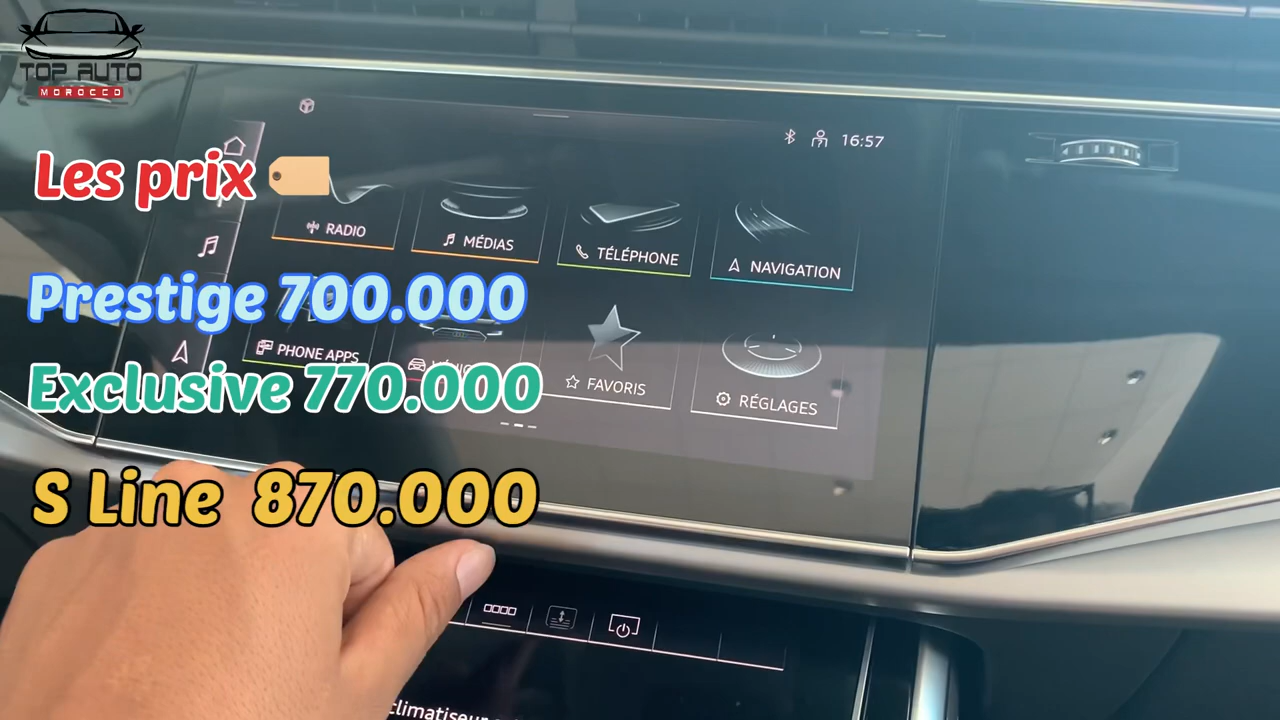 TOP AUTO
MOROCCO
16:57
Les prix
RADIO
MÉDIAS
TÉLÉPHONE
NAVIGATION
Prestige 700.000
PHONE APPS
FAVORIS
RÉGLAGES
Exclusive 770.000
S Line 870.000